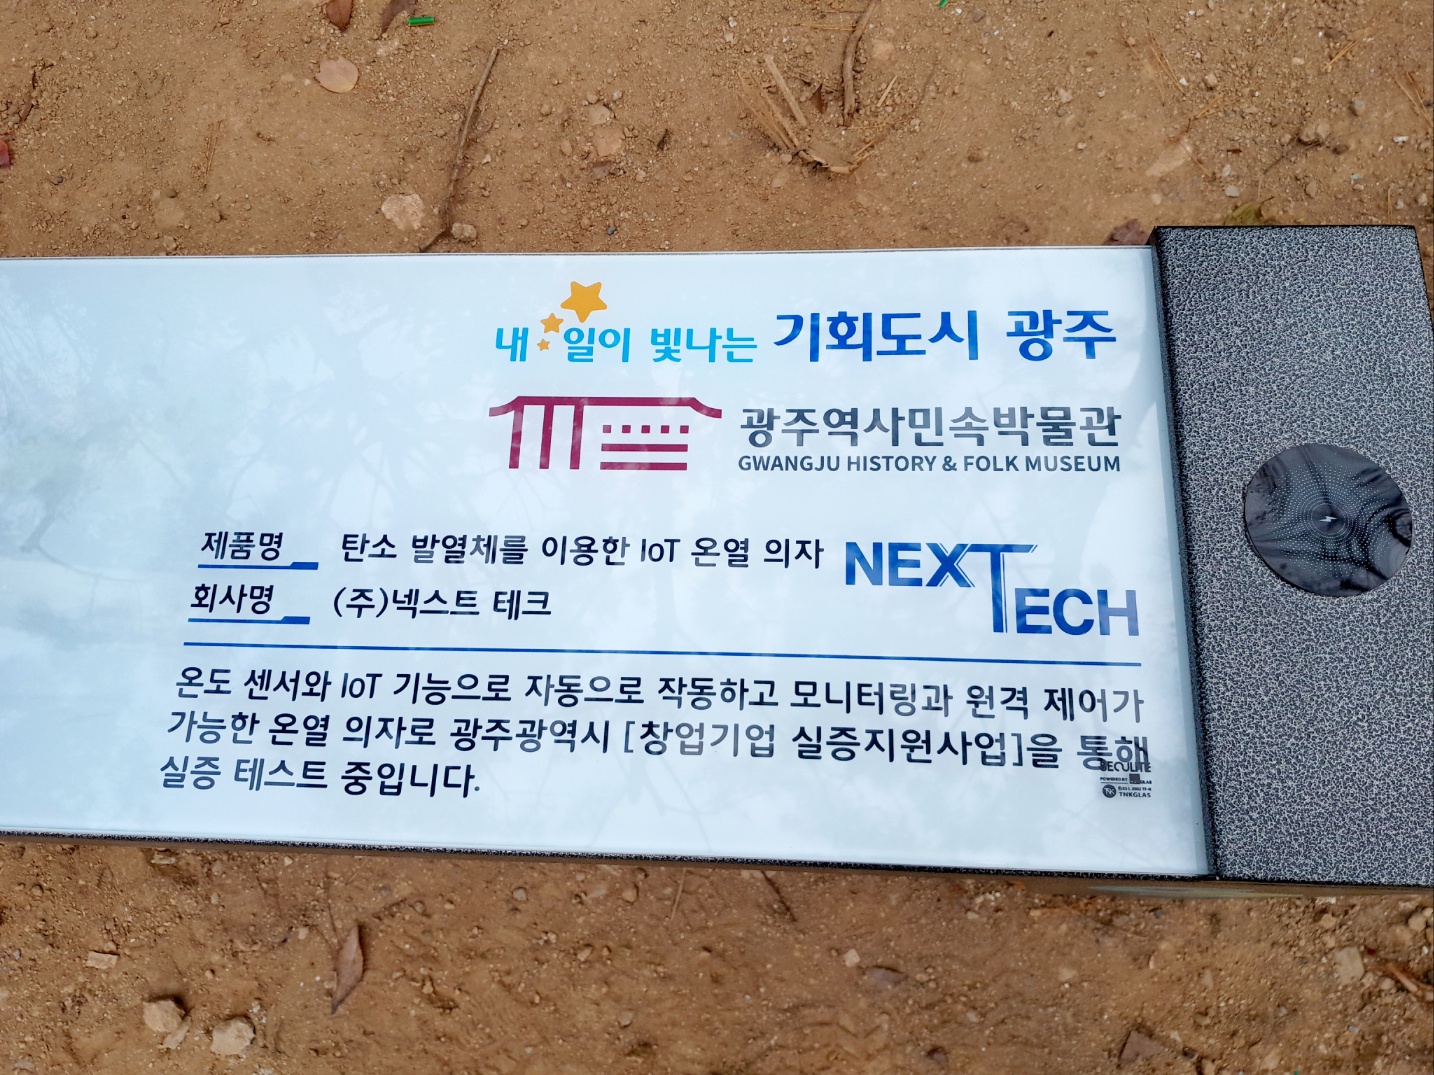 내일이 빛나는 기회도시 광주
광주역사민속박물관
GWANGJU HISTORY & FOLK MUSEUM
제품명 탄소 발열체를 이용한 IoT 온열 의자
회사명 (주)넥스트 테크
NEXTECH
온도 센서와 IoT 기능으로 자동으로 작동하고 모니터링과 원격 제어가
가능한 온열 의자로 광주광역시 [창업기업 실증지원사업]을 통해
실증 테스트 중입니다.
POWERED BY
TNKGLAS